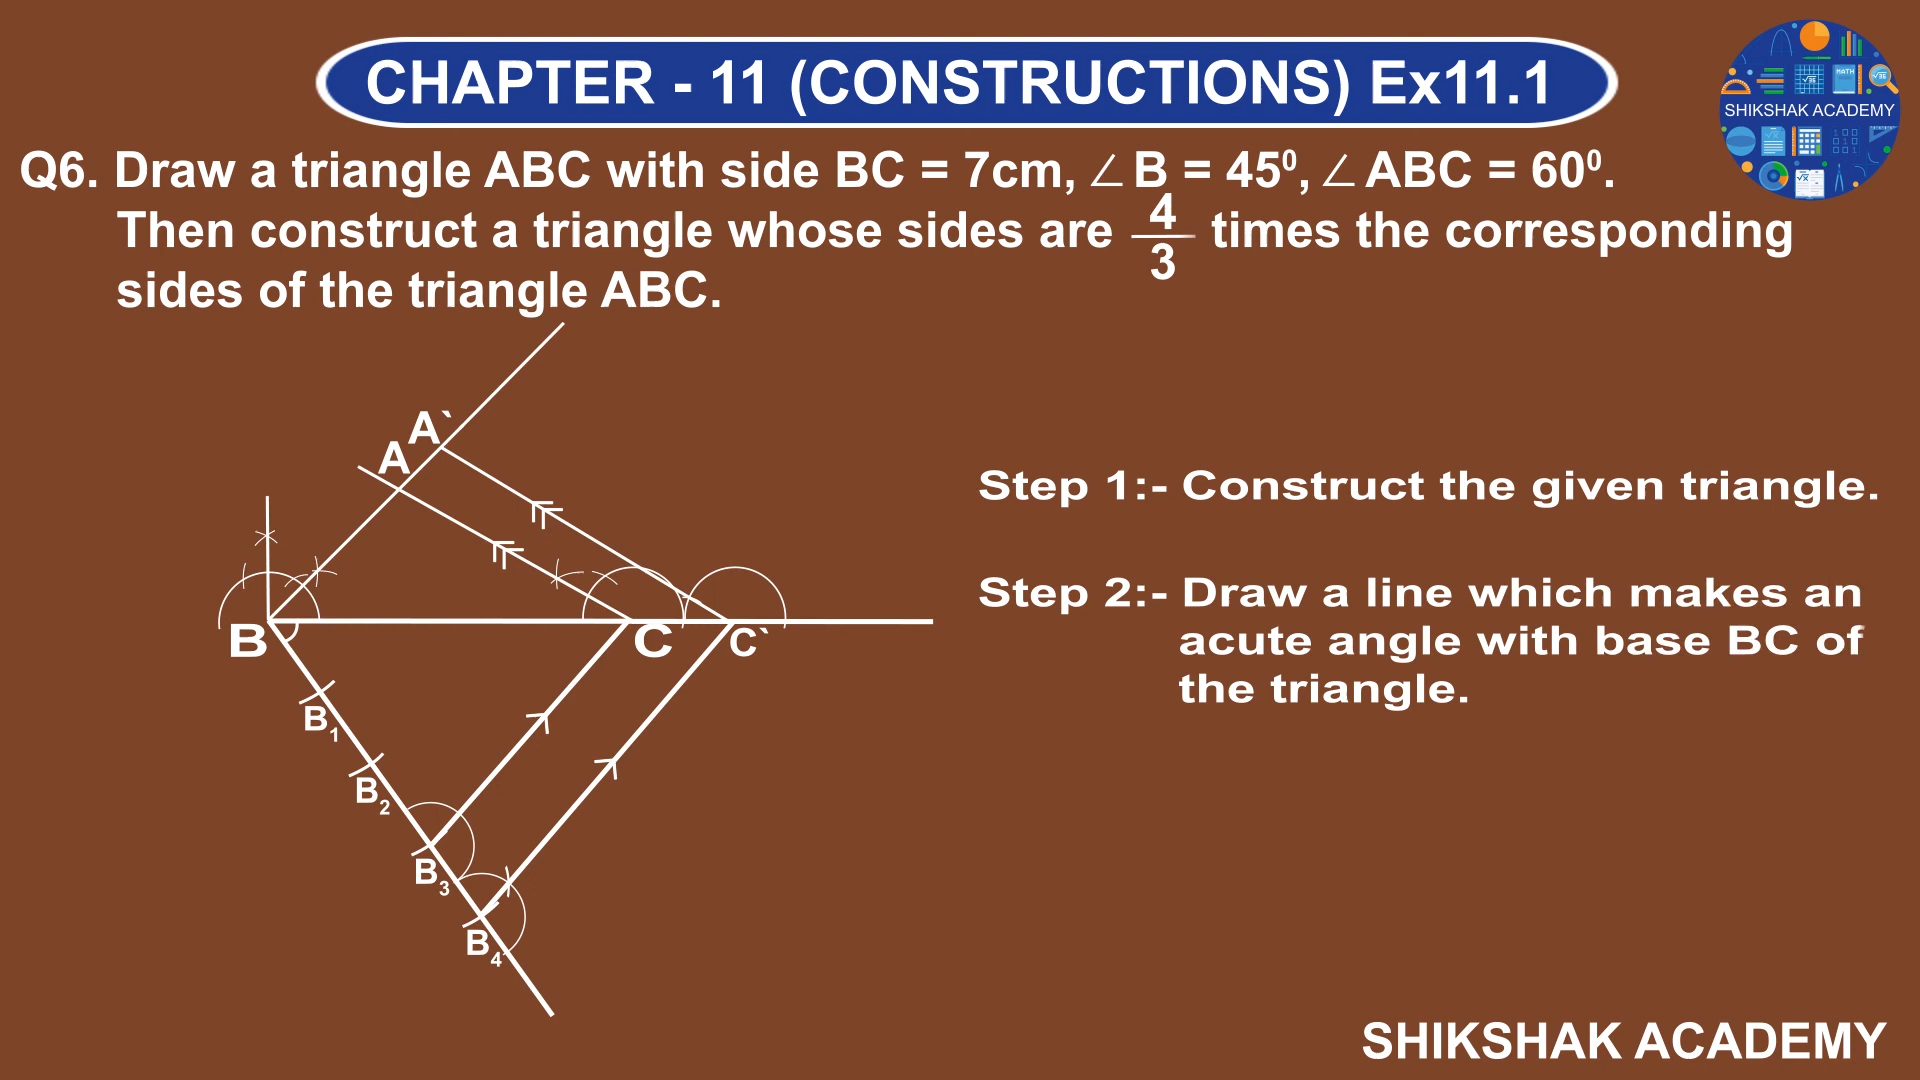 CHAPTER - 11 (CONSTRUCTIONS) Ex11.1
MATH
SHIKSHAK ACADEMY
Q6. Draw a triangle ABC with side BC = 7cm, ∠B = 45⁰, ∠ABC = 60⁰.
Then construct a triangle whose sides are 4/3 times the corresponding
sides of the triangle ABC.
A`
A
B
C
C`
B₁
B₂
B₃
B₄
Step 1:- Construct the given triangle.
Step 2:- Draw a line which makes an
acute angle with base BC of
the triangle.
SHIKSHAK ACADEMY